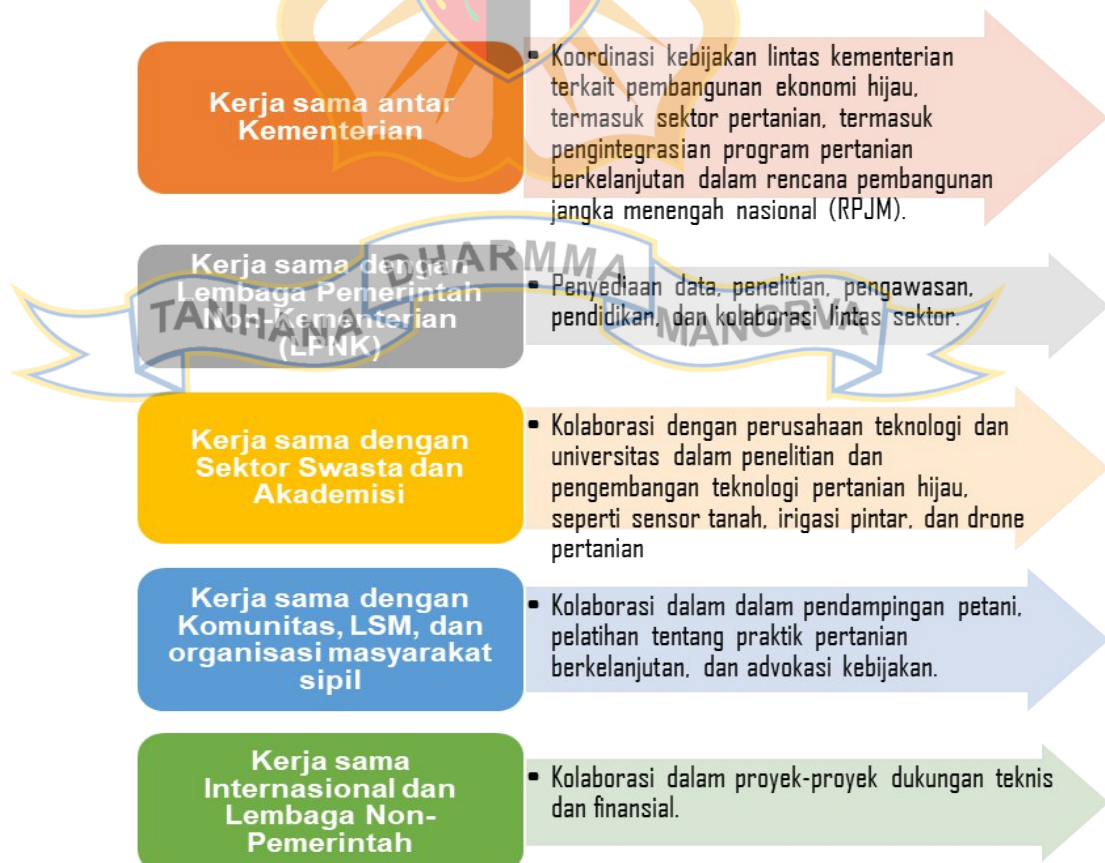 Kerja sama antar
Kementerian
• Koordinasi kebijakan lintas kementerian
terkait pembangunan ekonomi hijau,
termasuk sektor pertanian, termasuk
pengintegrasian program pertanian
berkelanjutan dalam rencana pembangunan
jangka menengah nasional (RPJM).
Kerja sama dengan
Lembaga Pemerintah
Non-Kementerian
(LPNK)
• Penyediaan data, penelitian, pengawasan,
pendidikan, dan kolaborasi lintas sektor.
TANHANA DHARMMA MANGRVA
Kerja sama dengan
Sektor Swasta dan
Akademisi
• Kolaborasi dengan perusahaan teknologi dan
universitas dalam penelitian dan
pengembangan teknologi pertanian hijau,
seperti sensor tanah, irigasi pintar, dan drone
pertanian
Kerja sama dengan
Komunitas, LSM, dan
organisasi masyarakat
sipil
• Kolaborasi dalam dalam pendampingan petani,
pelatihan tentang praktik pertanian
berkelanjutan, dan advokasi kebijakan.
Kerja sama
Internasional dan
Lembaga Non-
Pemerintah
• Kolaborasi dalam proyek-proyek dukungan teknis
dan finansial.